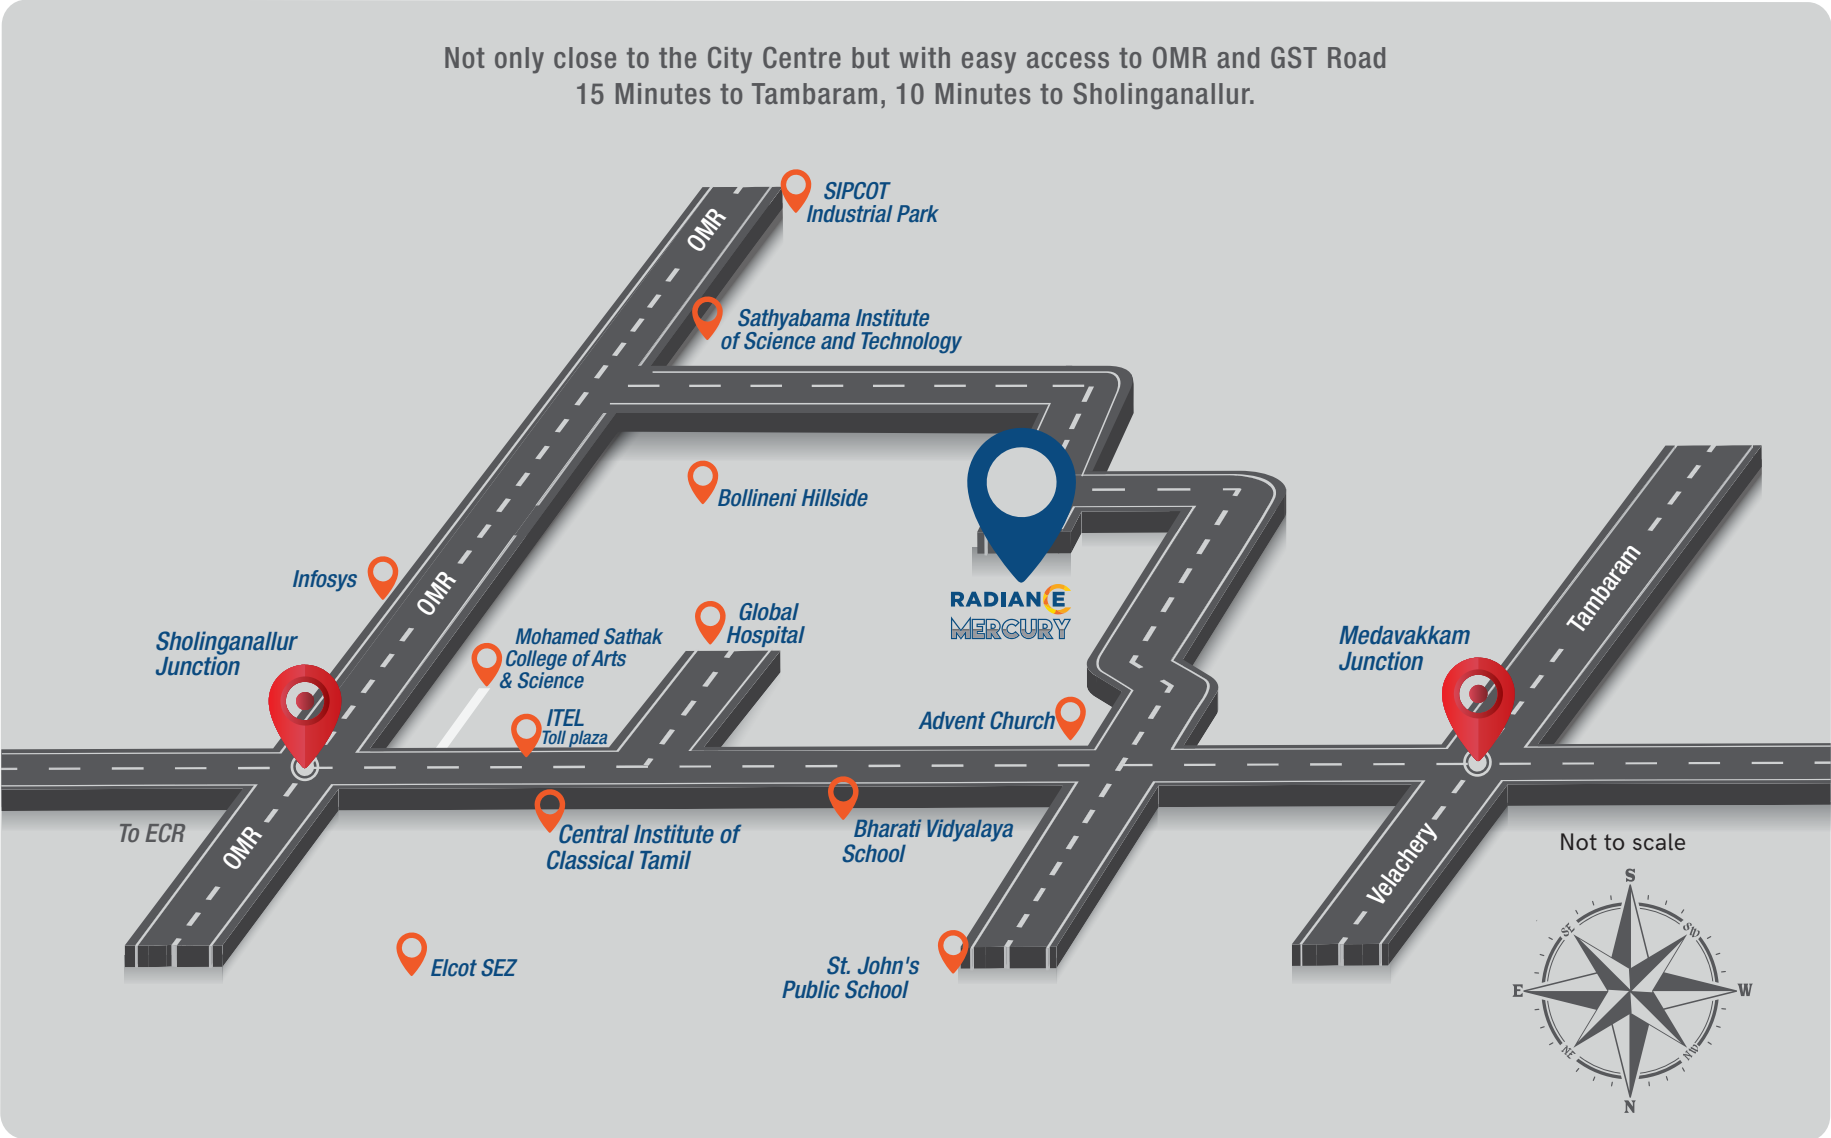 Not only close to the City Centre but with easy access to OMR and GST Road
15 Minutes to Tambaram, 10 Minutes to Sholinganallur.
SIPCOT
Industrial Park
OMR
Sathyabama Institute
of Science and Technology
Bollineni Hillside
Infosys
OMR
Tambaram
RADIANCE
MERCURY
Global
Hospital
Sholinganallur
Junction
Mohamed Sathak
College of Arts
& Science
Medavakkam
Junction
ITEL
Toll plaza
Advent Church
To ECR
OMR
Central Institute of
Classical Tamil
Bharati Vidyalaya
School
Velachery
Not to scale
Elcot SEZ
St. John's
Public School
S
SE
SW
E
W
NE
NW
N